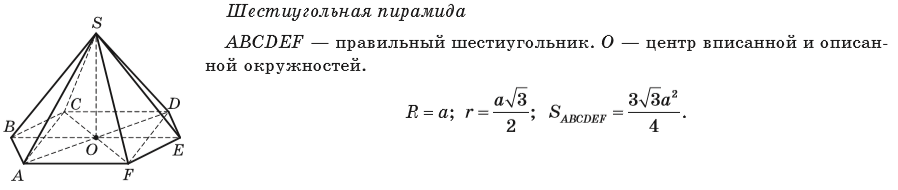 Шестиугольная пирамида
ABCDEF — правильный шестиугольник. O — центр вписанной и описан-
ной окружностей.
R = a; r = a√3/2; S_ABCDEF = 3√3a²/4.
S
C
D
B
O
E
A
F